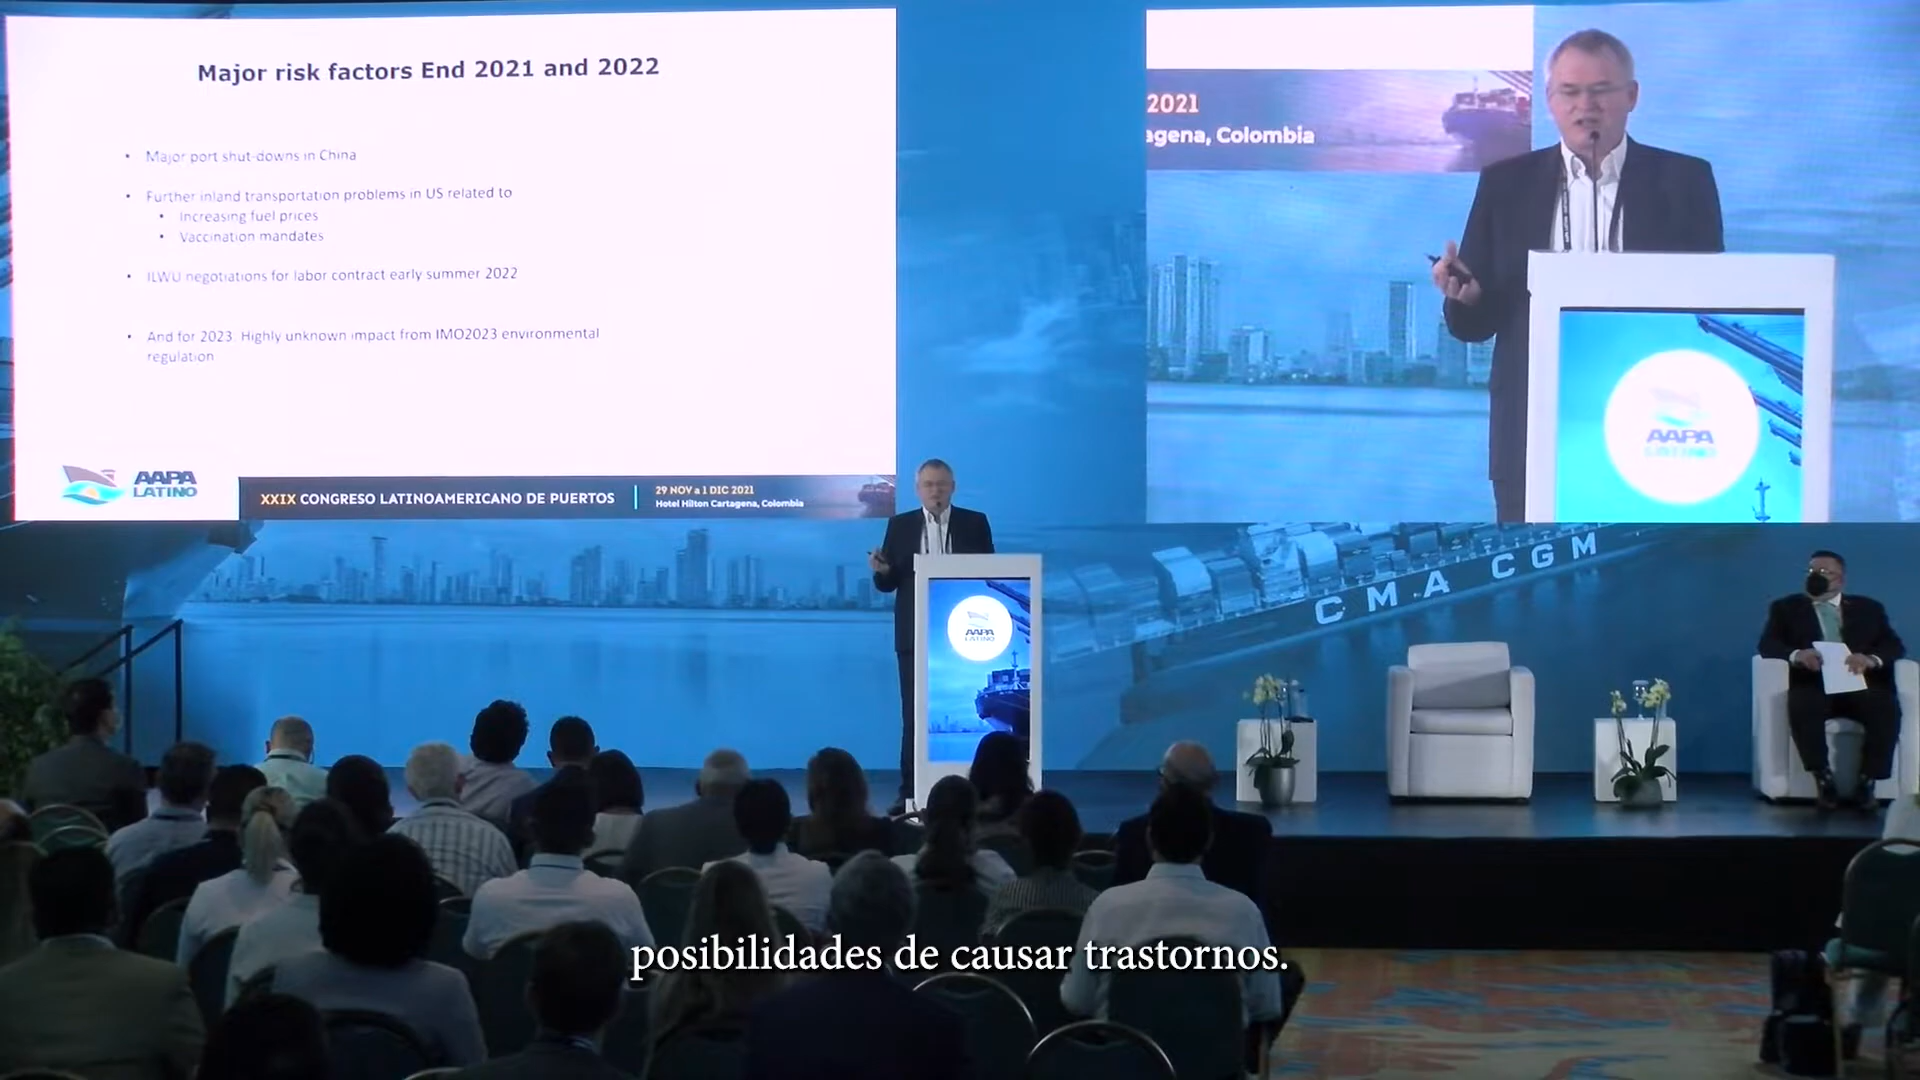 Major risk factors End 2021 and 2022
• Major port shut-downs in China
• Further inland transportation problems in US related to
• Increasing fuel prices
• Vaccination mandates
• ILWU negotiations for labor contract early summer 2022
• And for 2023. Highly unknown impact from IMO2023 environmental
regulation
AAPA
LATINO
XXIX CONGRESO LATINOAMERICANO DE PUERTOS
29 NOV a 1 DIC 2021
Hotel Hilton Cartagena, Colombia
2021
agena, Colombia
AAPA
LATINO
AAPA
LATINO
CMA CGM
posibilidades de causar trastornos.